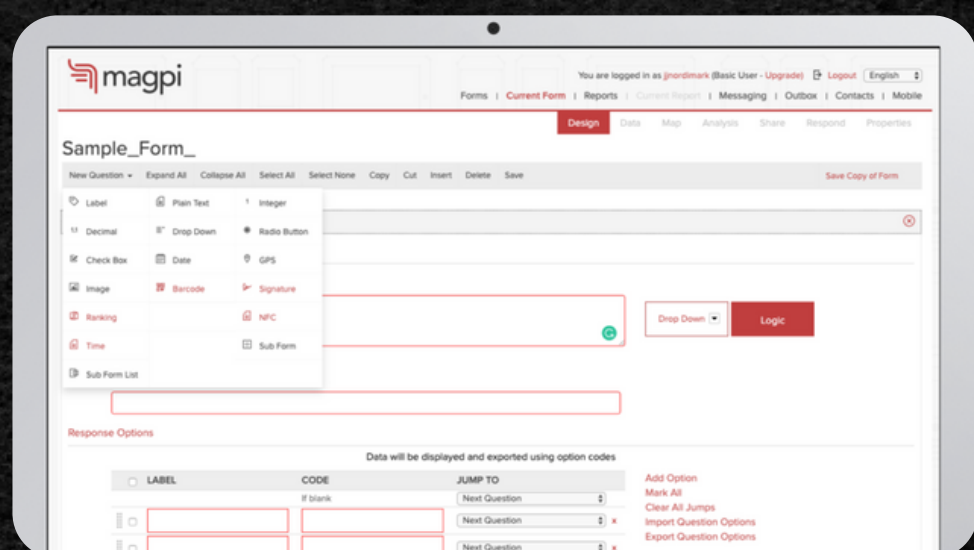 magpi
You are logged in as jjnordimark (Basic User - Upgrade) Logout English
Forms | Current Form | Reports | Current Report | Messaging | Outbox | Contacts | Mobile
Design Data Map Analysis Share Respond Properties
Sample_Form_
New Question Expand All Collapse All Select All Select None Copy Cut Insert Delete Save Save Copy of Form
Label Plain Text Integer
Decimal Drop Down Radio Button
Check Box Date GPS
Image Barcode Signature
Ranking NFC
Time Sub Form
Sub Form List
Drop Down Logic
Response Options
Data will be displayed and exported using option codes
LABEL CODE JUMP TO
If blank Next Question
Next Question x
Next Question
Add Option
Mark All
Clear All Jumps
Import Question Options
Export Question Options